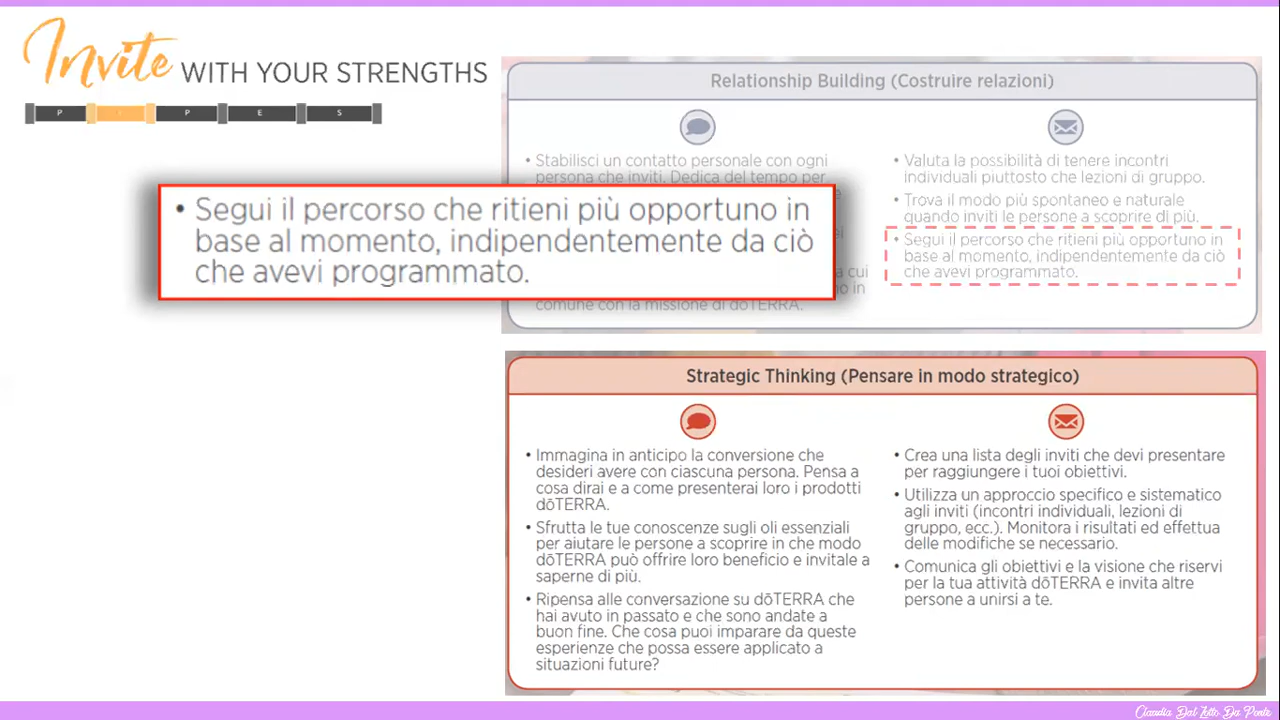 Invite WITH YOUR STRENGTHS
P I P E S
Relationship Building (Costruire relazioni)
• Stabilisci un contatto personale con ogni
persona che inviti. Dedica del tempo per
a cui
in
comune con la missione di dōTERRA.
• Valuta la possibilità di tenere incontri
individuali piuttosto che lezioni di gruppo.
• Trova il modo più spontaneo e naturale
quando inviti le persone a scoprire di più.
• Segui il percorso che ritieni più opportuno in
base al momento, indipendentemente da ciò
che avevi programmato.
• Segui il percorso che ritieni più opportuno in
base al momento, indipendentemente da ciò
che avevi programmato.
Strategic Thinking (Pensare in modo strategico)
• Immagina in anticipo la conversione che
desideri avere con ciascuna persona. Pensa a
cosa dirai e a come presenterai loro i prodotti
dōTERRA.
• Sfrutta le tue conoscenze sugli oli essenziali
per aiutare le persone a scoprire in che modo
dōTERRA può offrire loro beneficio e invitale a
saperne di più.
• Ripensa alle conversazione su dōTERRA che
hai avuto in passato e che sono andate a
buon fine. Che cosa puoi imparare da queste
esperienze che possa essere applicato a
situazioni future?
• Crea una lista degli inviti che devi presentare
per raggiungere i tuoi obiettivi.
• Utilizza un approccio specifico e sistematico
agli inviti (incontri individuali, lezioni di
gruppo, ecc.). Monitora i risultati ed effettua
delle modifiche se necessario.
• Comunica gli obiettivi e la visione che riservi
per la tua attività dōTERRA e invita altre
persone a unirsi a te.
Claudia Dal Zotto Da Ponte